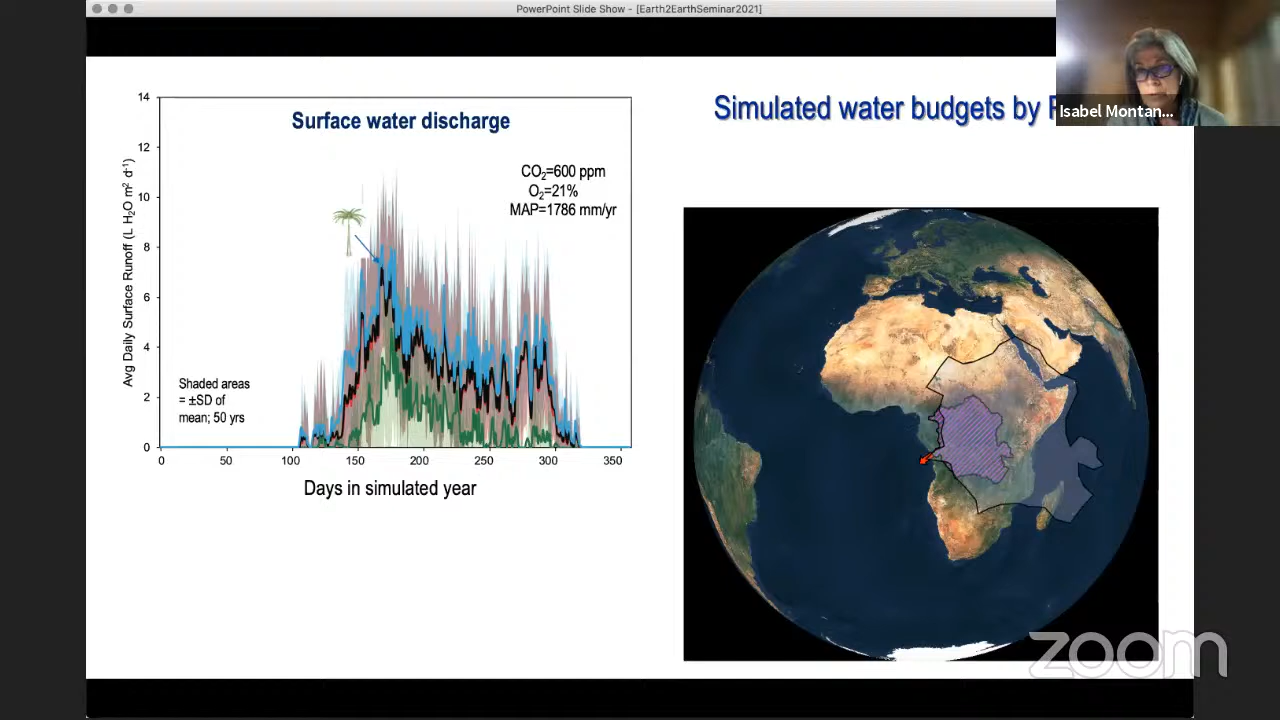 PowerPoint Slide Show - [Earth2EarthSeminar2021]
Isabel Montan...
Simulated water budgets by
Surface water discharge
CO₂=600 ppm
O₂=21%
MAP=1786 mm/yr
Avg Daily Surface Runoff (L H₂O m² d⁻¹)
14
12
10
8
6
4
2
0
Shaded areas
= ±SD of
mean; 50 yrs
0 50 100 150 200 250 300 350
Days in simulated year
zoom